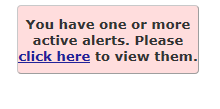 You have one or more
active alerts. Please
click here to view them.